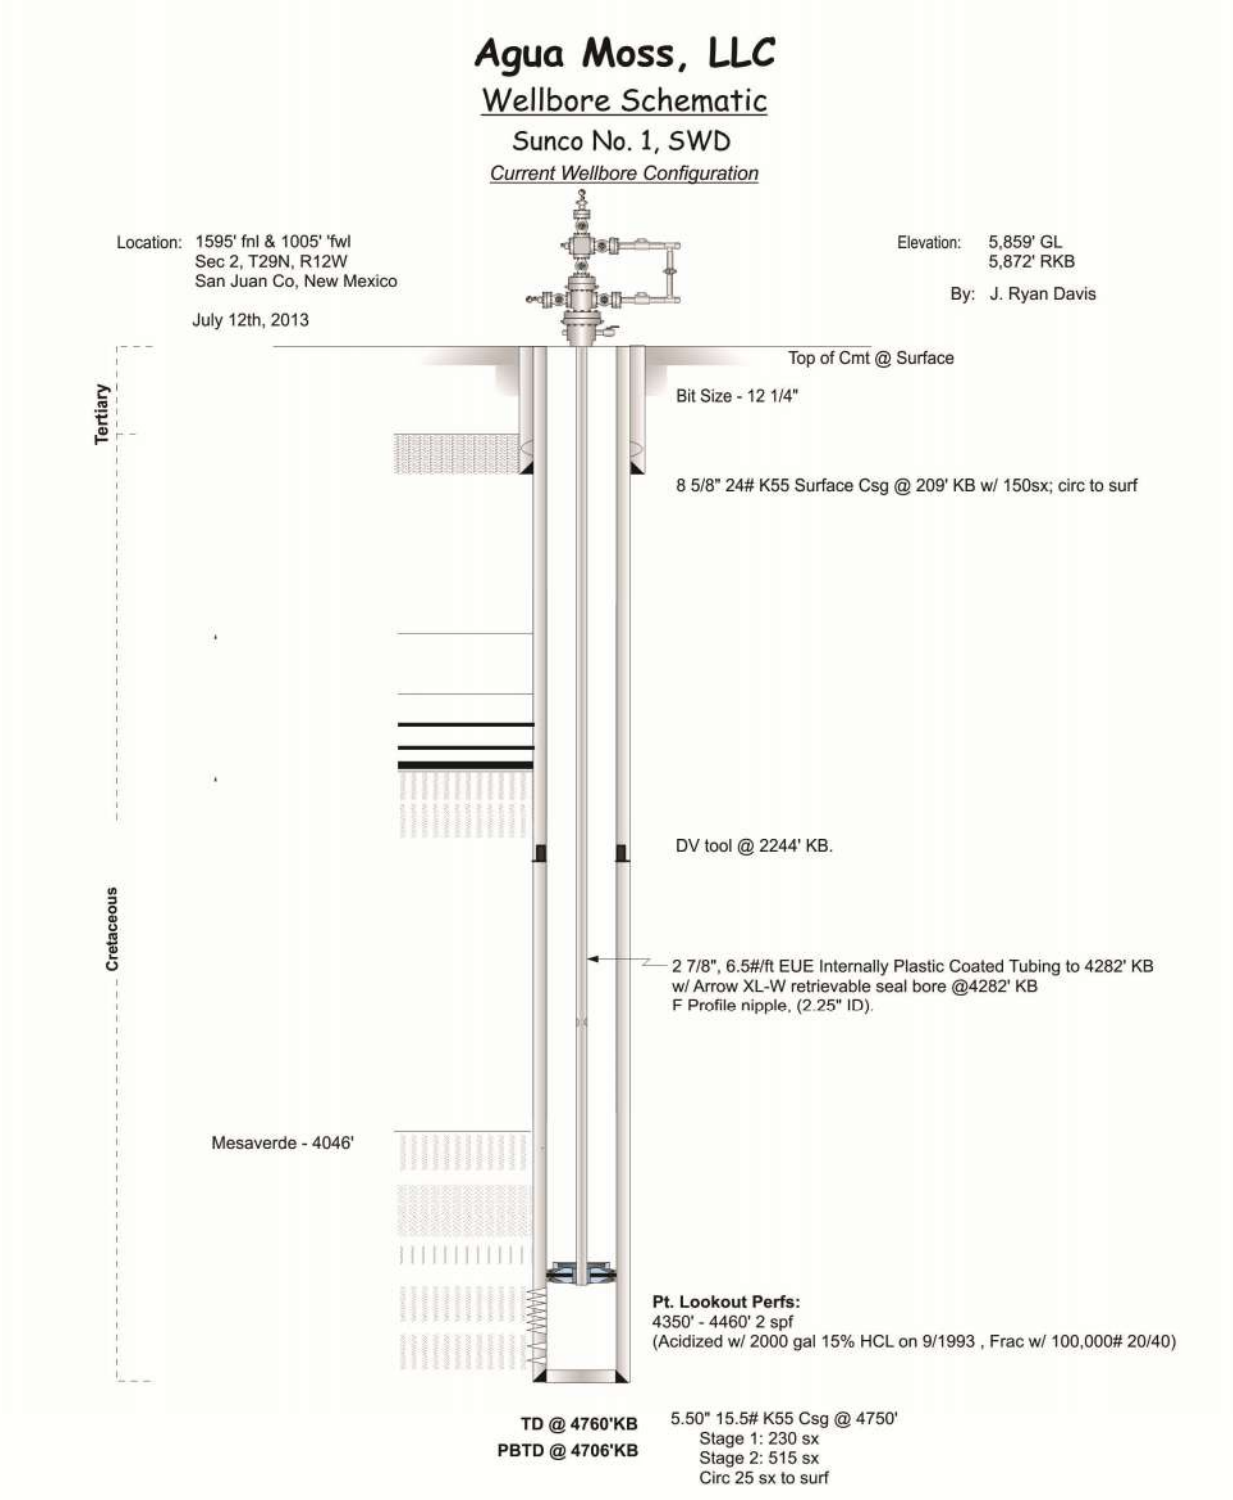 Agua Moss, LLC
Wellbore Schematic
Sunco No. 1, SWD
Current Wellbore Configuration
Location: 1595' fnl & 1005' 'fwl
Sec 2, T29N, R12W
San Juan Co, New Mexico
July 12th, 2013
Elevation: 5,859' GL
5,872' RKB
By: J. Ryan Davis
Top of Cmt @ Surface
Bit Size - 12 1/4"
Tertiary
8 5/8" 24# K55 Surface Csg @ 209' KB w/ 150sx; circ to surf
DV tool @ 2244' KB.
Cretaceous
2 7/8", 6.5#/ft EUE Internally Plastic Coated Tubing to 4282' KB
w/ Arrow XL-W retrievable seal bore @4282' KB
F Profile nipple, (2.25" ID).
Mesaverde - 4046'
Pt. Lookout Perfs:
4350' - 4460' 2 spf
(Acidized w/ 2000 gal 15% HCL on 9/1993 , Frac w/ 100,000# 20/40)
TD @ 4760'KB
PBTD @ 4706'KB
5.50" 15.5# K55 Csg @ 4750'
Stage 1: 230 sx
Stage 2: 515 sx
Circ 25 sx to surf